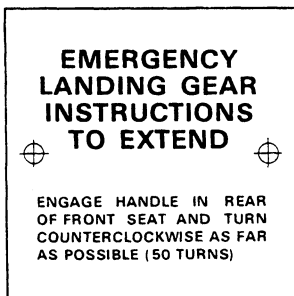 EMERGENCY
LANDING GEAR
INSTRUCTIONS
TO EXTEND
ENGAGE HANDLE IN REAR
OF FRONT SEAT AND TURN
COUNTERCLOCKWISE AS FAR
AS POSSIBLE (50 TURNS)